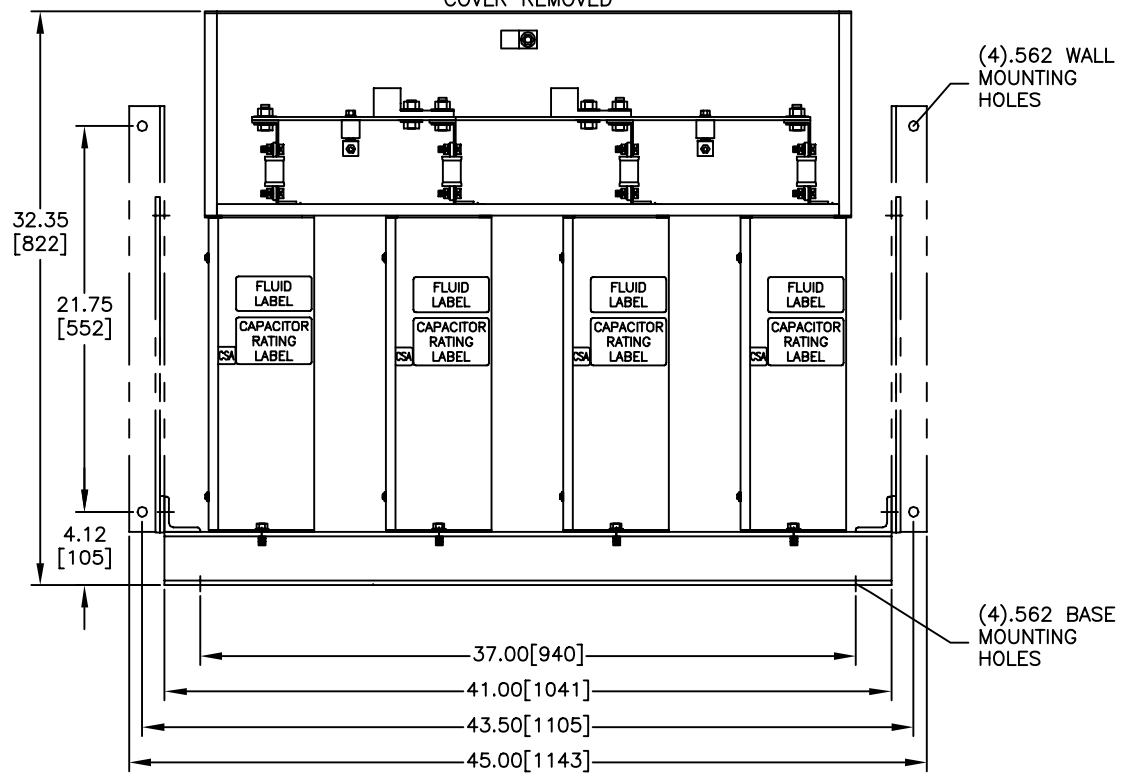 COVER REMOVED
(4).562 WALL
MOUNTING
HOLES
32.35
[822]
21.75
[552]
4.12
[105]
FLUID
LABEL
CAPACITOR
RATING
LABEL
CSA
FLUID
LABEL
CAPACITOR
RATING
LABEL
CSA
FLUID
LABEL
CAPACITOR
RATING
LABEL
CSA
FLUID
LABEL
CAPACITOR
RATING
LABEL
CSA
(4).562 BASE
MOUNTING
HOLES
37.00[940]
41.00[1041]
43.50[1105]
45.00[1143]